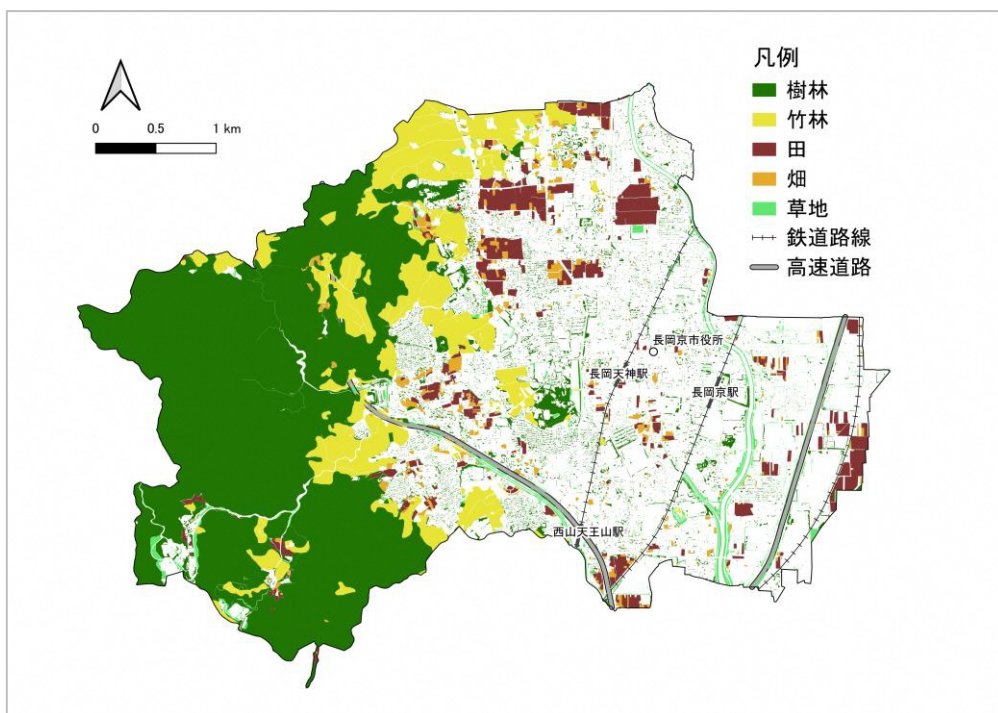 0 0.5 1 km
凡例
樹林
竹林
田
畑
草地
鉄道路線
高速道路
長岡京市役所
長岡天神駅
長岡京駅
西山天王山駅